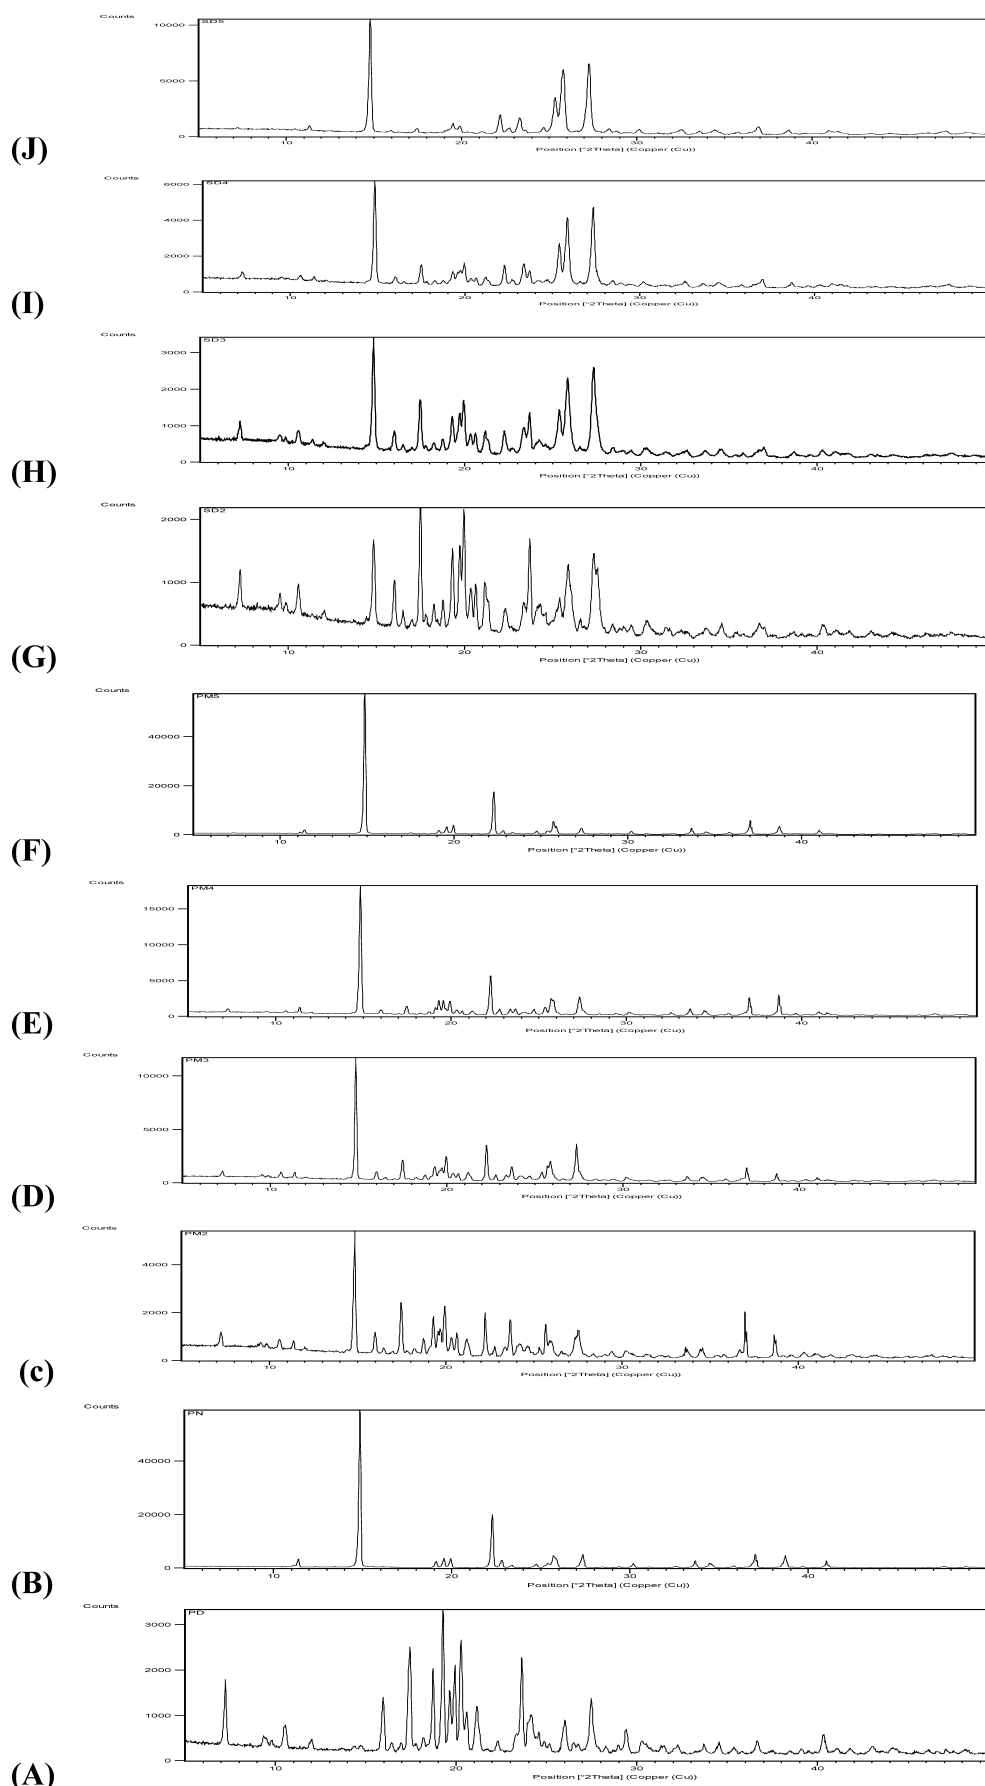 Counts
SD5
10000
5000
0
10 20 30 40
Position [°2Theta] (Copper (Cu))
(J)
Counts
SD4
6000
4000
2000
0
10 20 30 40
Position [°2Theta] (Copper (Cu))
(I)
Counts
SD3
3000
2000
1000
0
10 20 30 40
Position [°2Theta] (Copper (Cu))
(H)
Counts
SD2
2000
1000
0
10 20 30 40
Position [°2Theta] (Copper (Cu))
(G)
Counts
PM5
40000
20000
0
10 20 30 40
Position [°2Theta] (Copper (Cu))
(F)
Counts
PM4
15000
10000
5000
0
10 20 30 40
Position [°2Theta] (Copper (Cu))
(E)
Counts
PM3
10000
5000
0
10 20 30 40
Position [°2Theta] (Copper (Cu))
(D)
Counts
PM2
4000
2000
0
10 20 30 40
Position [°2Theta] (Copper (Cu))
(c)
Counts
PN
40000
20000
0
10 20 30 40
Position [°2Theta] (Copper (Cu))
(B)
Counts
PD
3000
2000
1000
0
10 20 30 40
Position [°2Theta] (Copper (Cu))
(A)